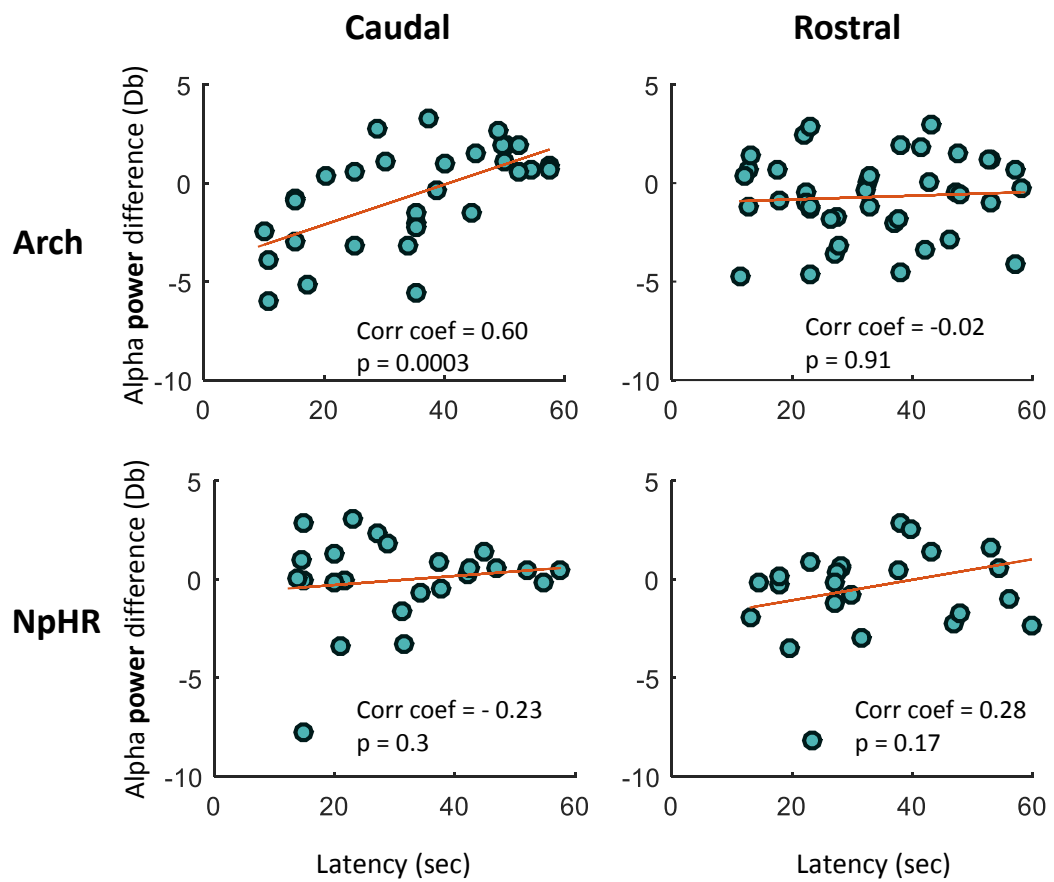 Caudal
Rostral
Arch
Alpha power difference (Db)
5
0
-5
-10
0
20
40
60
Corr coef = 0.60
p = 0.0003
5
0
-5
-10
0
20
40
60
Corr coef = -0.02
p = 0.91
NpHR
Alpha power difference (Db)
5
0
-5
-10
0
20
40
60
Corr coef = - 0.23
p = 0.3
Latency (sec)
5
0
-5
-10
0
20
40
60
Corr coef = 0.28
p = 0.17
Latency (sec)